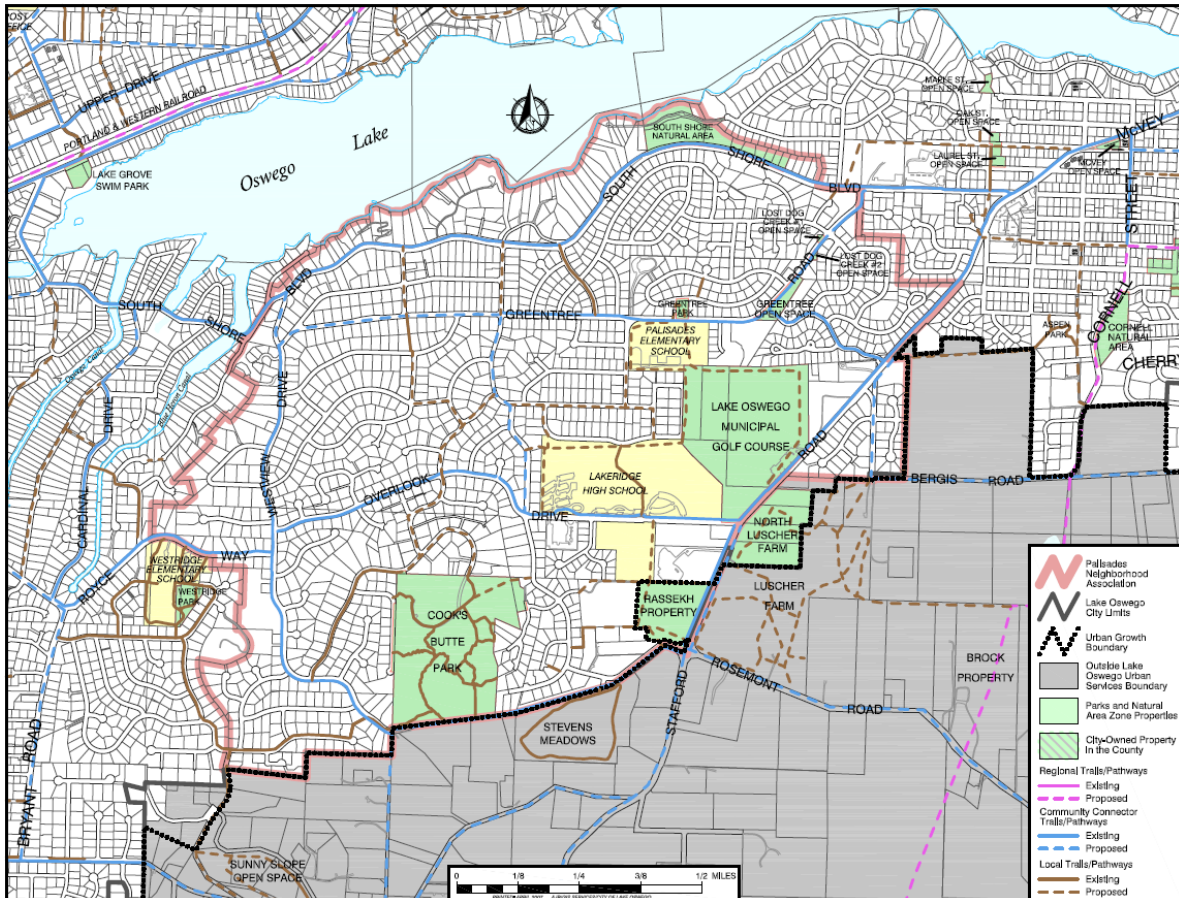 POST
OFFICE
UPPER DRIVE
PORTLAND & WESTERN RAILROAD
LAKE GROVE
SWIM PARK
Oswego Lake
SOUTH SHORE
NATURAL AREA
MAPLE ST.
OPEN SPACE
OAK ST.
OPEN SPACE
LAUREL ST.
OPEN SPACE
McVEY
MCVEY
OPEN SPACE
STREET
SOUTH SHORE BLVD
LOST DOG
CREEK #1
OPEN SPACE
LOST DOG
CREEK #2
OPEN SPACE
ROAD
SOUTH SHORE BLVD
GREENTREE
GREENTREE
PARK
GREENTREE
OPEN SPACE
PALISADES
ELEMENTARY
SCHOOL
ASPEN
PARK
CORNELL
CORNELL
NATURAL
AREA
CHERRY
Oswego Canal
Blue Heron Canal
CARDINAL DRIVE
WESTVIEW DRIVE
LAKE OSWEGO
MUNICIPAL
GOLF COURSE
ROAD
OVERLOOK DRIVE
LAKERIDGE
HIGH SCHOOL
BERGIS ROAD
NORTH
LUSCHER
FARM
ROYCE WAY
WESTRIDGE
ELEMENTARY
SCHOOL
WESTRIDGE
PARK
COOK'S
BUTTE
PARK
RASSEKH
PROPERTY
LUSCHER
FARM
BROCK
PROPERTY
ROSEMONT ROAD
STAFFORD
STEVENS
MEADOWS
BRYANT ROAD
SUNNY SLOPE
OPEN SPACE
0 1/8 1/4 3/8 1/2 MILES
Palisades
Neighborhood
Association
Lake Oswego
City Limits
Urban Growth
Boundary
Outside Lake
Oswego Urban
Services Boundary
Parks and Natural
Area Zone Properties
City-Owned Property
In the County
Regional Trails/Pathways
Existing
Proposed
Community Connector
Trails/Pathways
Existing
Proposed
Local Trails/Pathways
Existing
Proposed